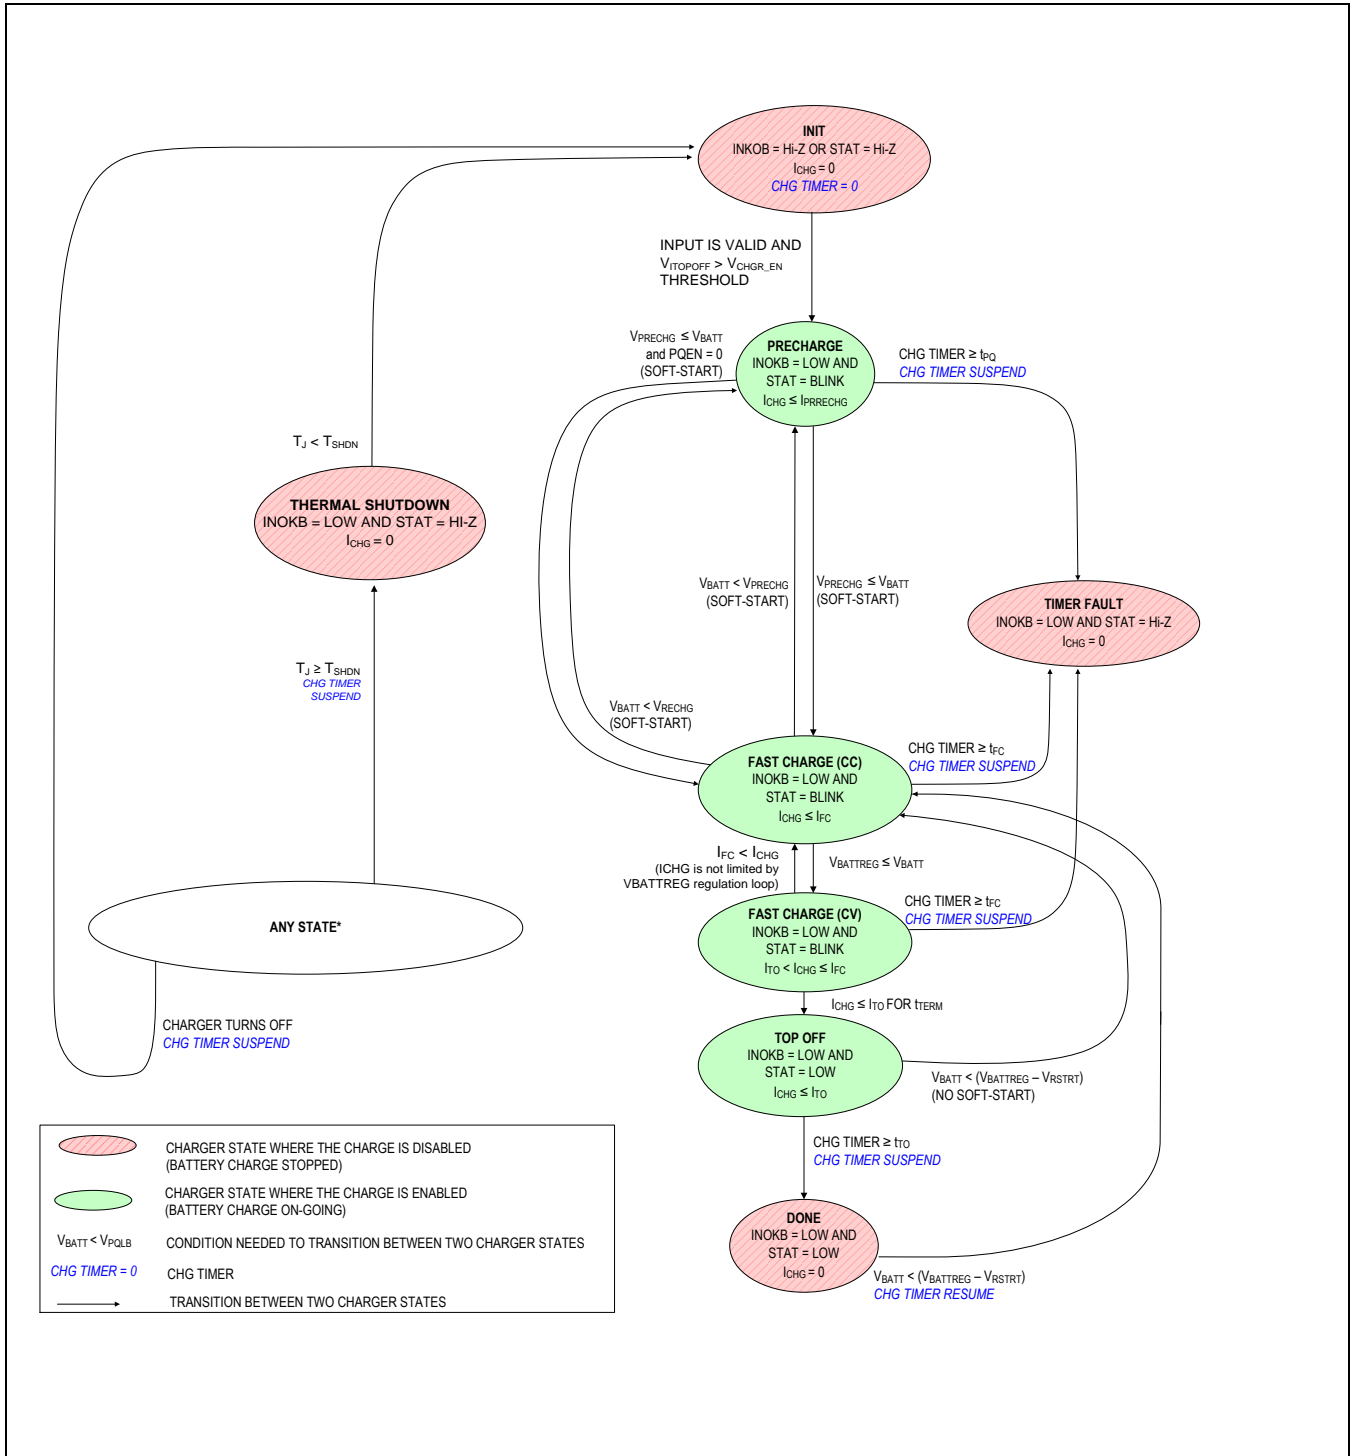 INIT
INKOB = Hi-Z OR STAT = Hi-Z
ICHG = 0
CHG TIMER = 0
INPUT IS VALID AND
VITOPOFF > VCHGR_EN
THRESHOLD
VPRECHG ≤ VBATT
and PQEN = 0
(SOFT-START)
PRECHARGE
INOKB = LOW AND
STAT = BLINK
ICHG ≤ IPRRECHG
CHG TIMER ≥ tPQ
CHG TIMER SUSPEND
TJ < TSHDN
THERMAL SHUTDOWN
INOKB = LOW AND STAT = HI-Z
ICHG = 0
VBATT < VPRECHG
(SOFT-START)
VPRECHG ≤ VBATT
(SOFT-START)
TIMER FAULT
INOKB = LOW AND STAT = Hi-Z
ICHG = 0
TJ ≥ TSHDN
CHG TIMER
SUSPEND
VBATT < VRECHG
(SOFT-START)
FAST CHARGE (CC)
INOKB = LOW AND
STAT = BLINK
ICHG ≤ IFC
CHG TIMER ≥ tFC
CHG TIMER SUSPEND
IFC < ICHG
(ICHG is not limited by
VBATTREG regulation loop)
VBATTREG ≤ VBATT
FAST CHARGE (CV)
INOKB = LOW AND
STAT = BLINK
ITO < ICHG ≤ IFC
CHG TIMER ≥ tFC
CHG TIMER SUSPEND
ANY STATE*
ICHG ≤ ITO FOR tTERM
CHARGER TURNS OFF
CHG TIMER SUSPEND
TOP OFF
INOKB = LOW AND
STAT = LOW
ICHG ≤ ITO
VBATT < (VBATTREG – VRSTRT)
(NO SOFT-START)
CHG TIMER ≥ tTO
CHG TIMER SUSPEND
DONE
INOKB = LOW AND
STAT = LOW
ICHG = 0
VBATT < (VBATTREG – VRSTRT)
CHG TIMER RESUME
CHARGER STATE WHERE THE CHARGE IS DISABLED
(BATTERY CHARGE STOPPED)
CHARGER STATE WHERE THE CHARGE IS ENABLED
(BATTERY CHARGE ON-GOING)
VBATT < VPQLB CONDITION NEEDED TO TRANSITION BETWEEN TWO CHARGER STATES
CHG TIMER = 0 CHG TIMER
TRANSITION BETWEEN TWO CHARGER STATES